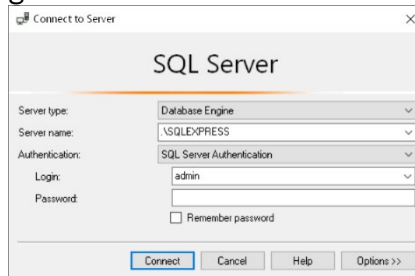 Connect to Server
SQL Server
Server type: Database Engine
Server name: .\SQLEXPRESS
Authentication: SQL Server Authentication
Login: admin
Password:
Remember password
Connect Cancel Help Options >>